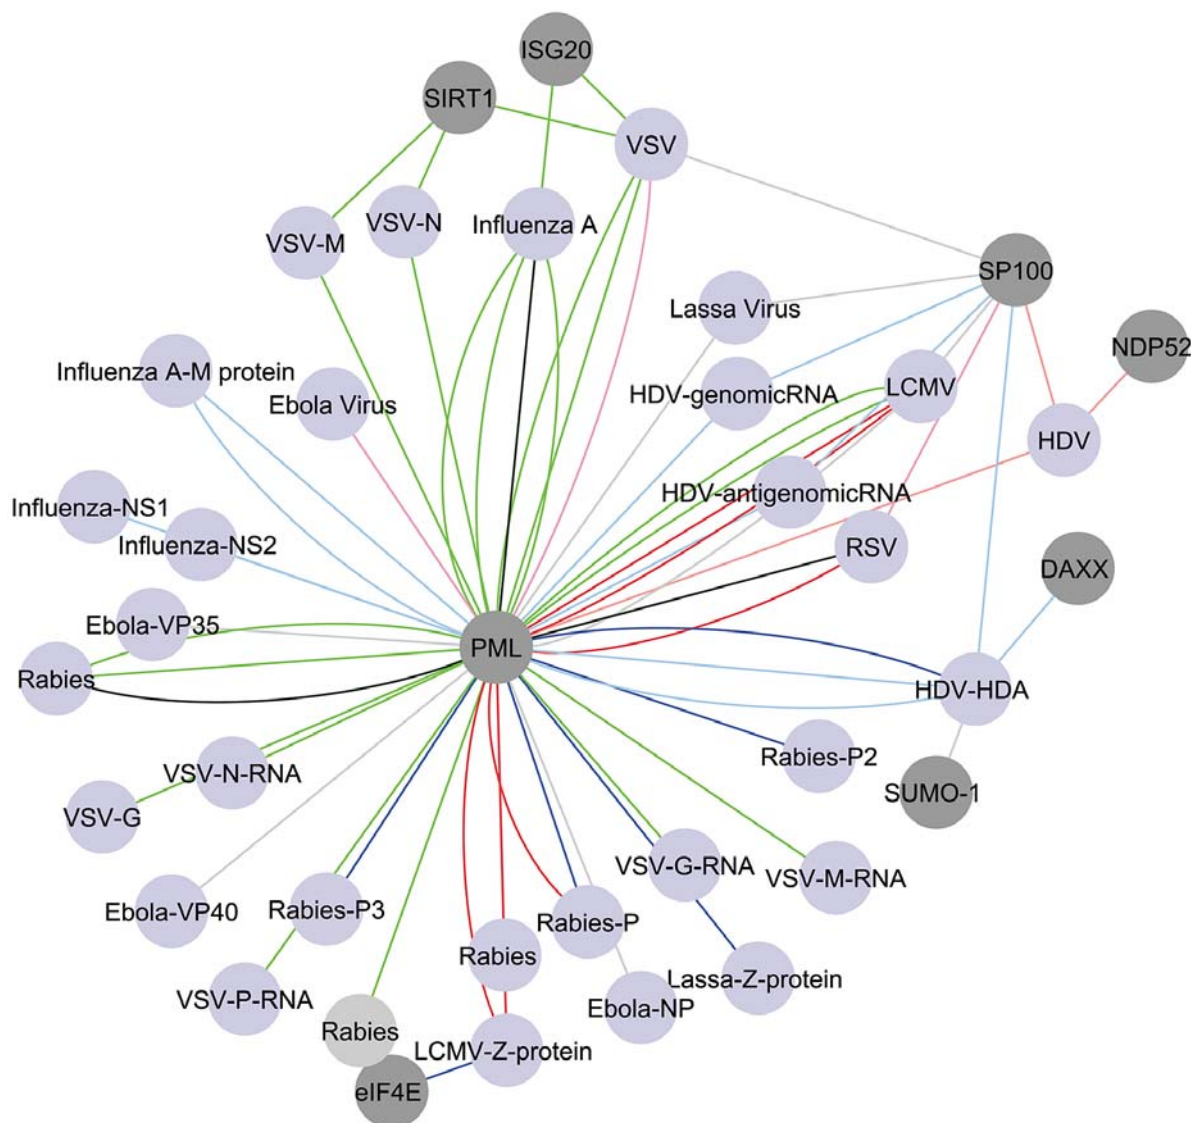 ISG20
SIRT1
VSV
VSV-N
Influenza A
VSV-M
SP100
Lassa Virus
NDP52
Influenza A-M protein
Ebola Virus
HDV-genomicRNA
LCMV
HDV
HDV-antigenomicRNA
Influenza-NS1
Influenza-NS2
RSV
DAXX
Ebola-VP35
PML
Rabies
HDV-HDA
Rabies-P2
VSV-N-RNA
SUMO-1
VSV-G
VSV-G-RNA
VSV-M-RNA
Ebola-VP40
Rabies-P3
Rabies-P
Rabies
Lassa-Z-protein
VSV-P-RNA
Ebola-NP
Rabies
LCMV-Z-protein
eIF4E